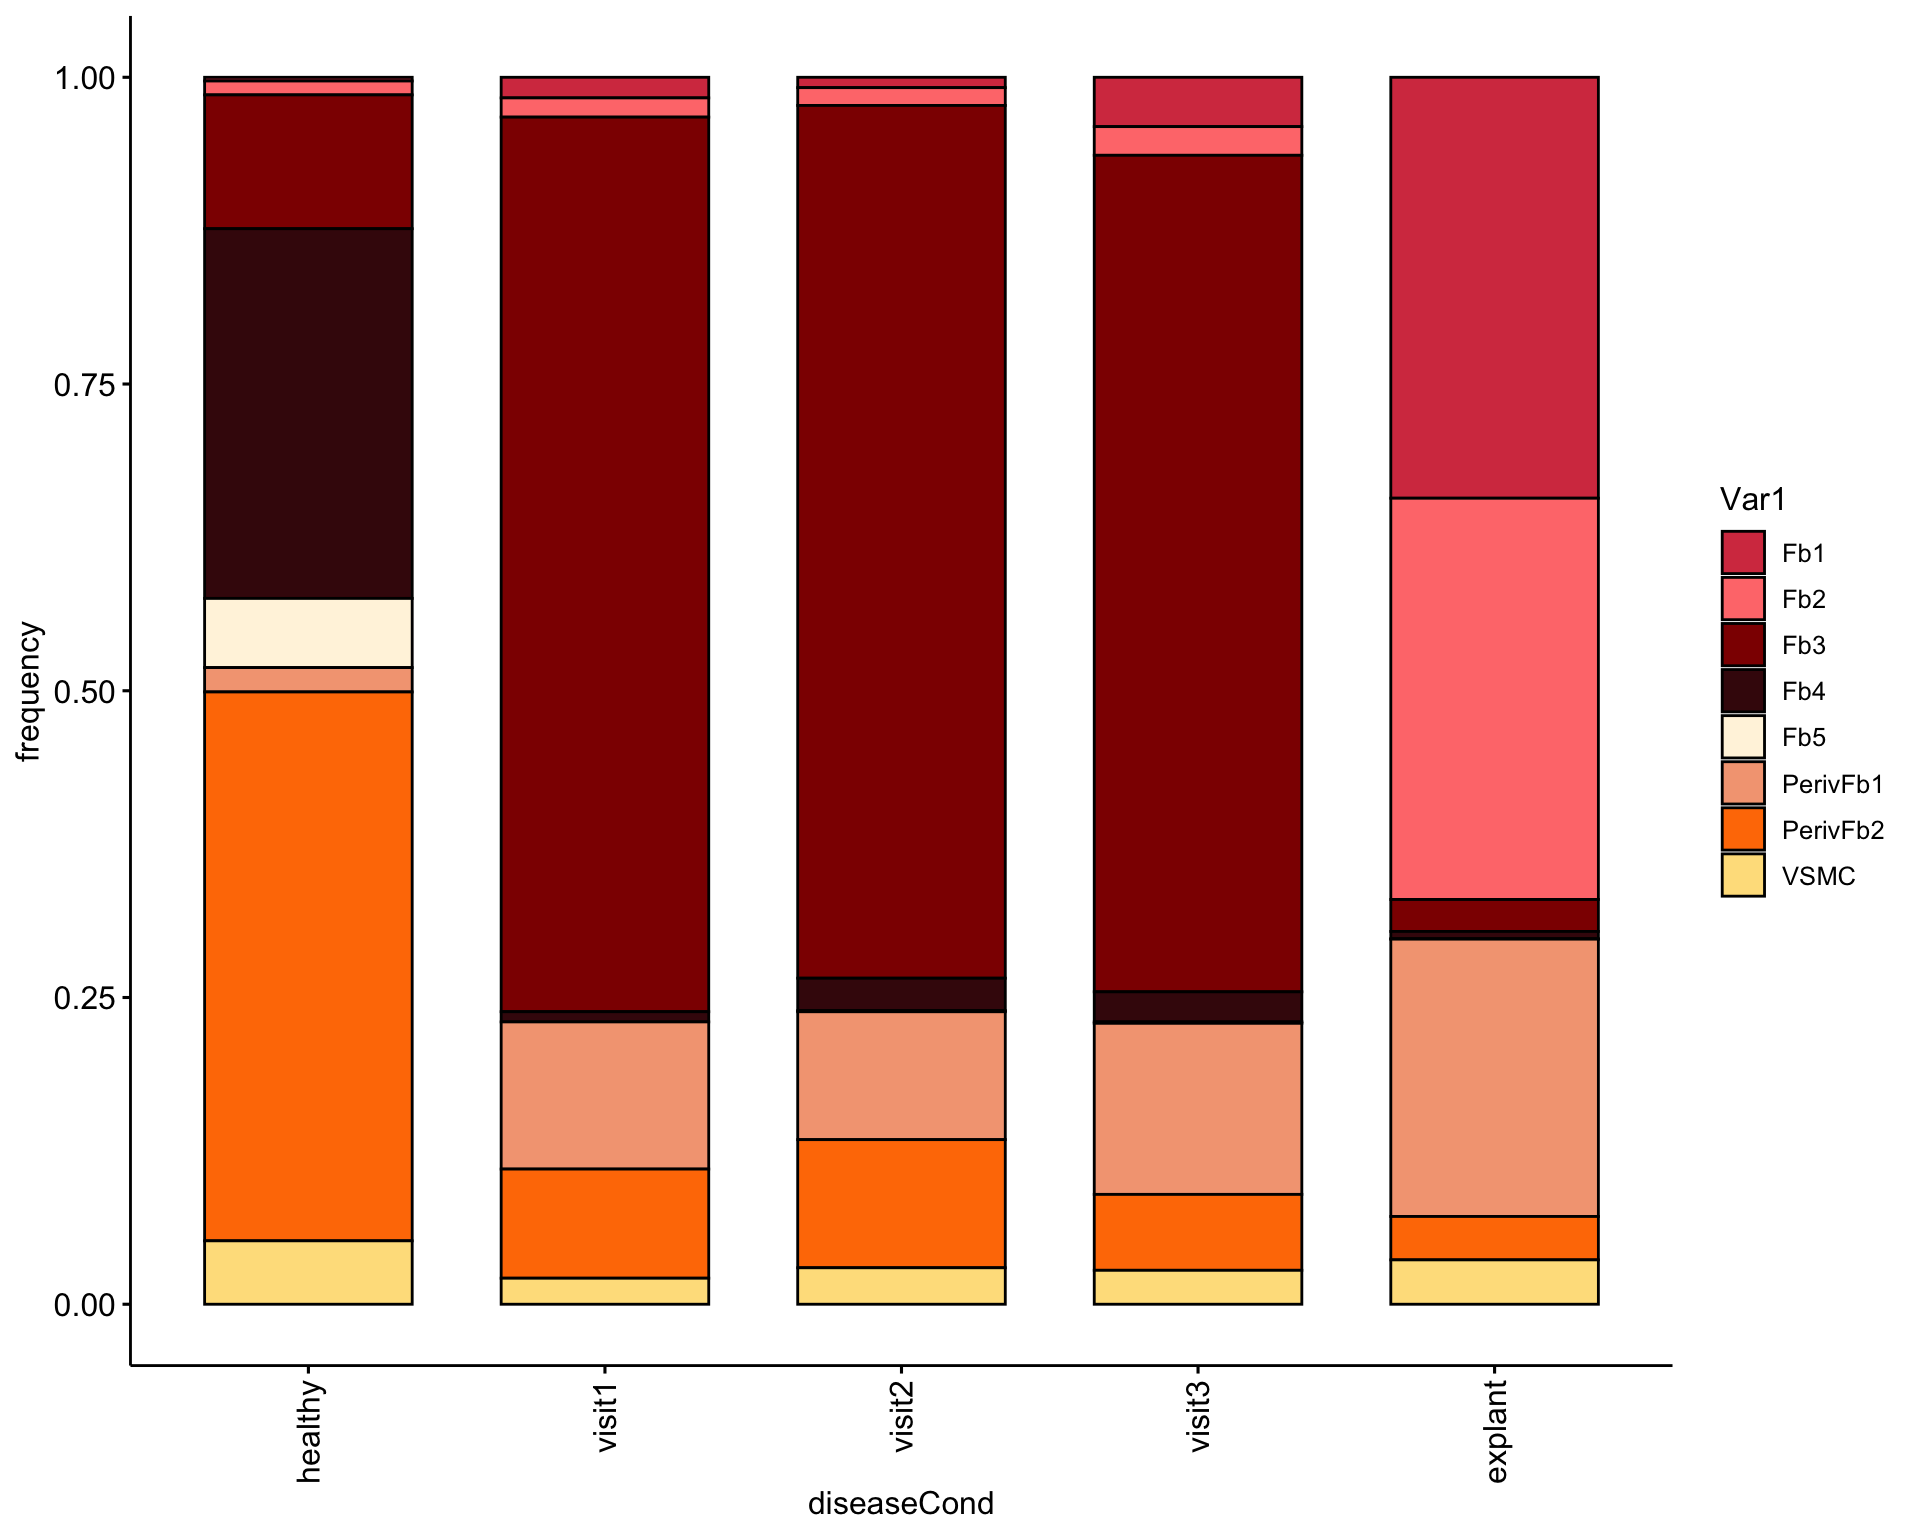 1.00
0.75
0.50
0.25
0.00
frequency
healthy
visit1
visit2
visit3
explant
diseaseCond
Var1
Fb1
Fb2
Fb3
Fb4
Fb5
PerivFb1
PerivFb2
VSMC